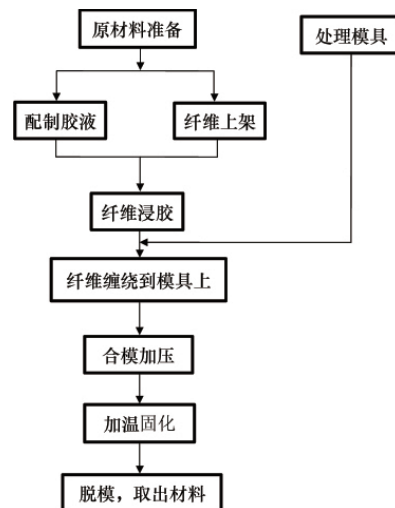 原材料准备
处理模具
配制胶液
纤维上架
纤维浸胶
纤维缠绕到模具上
合模加压
加温固化
脱模，取出材料